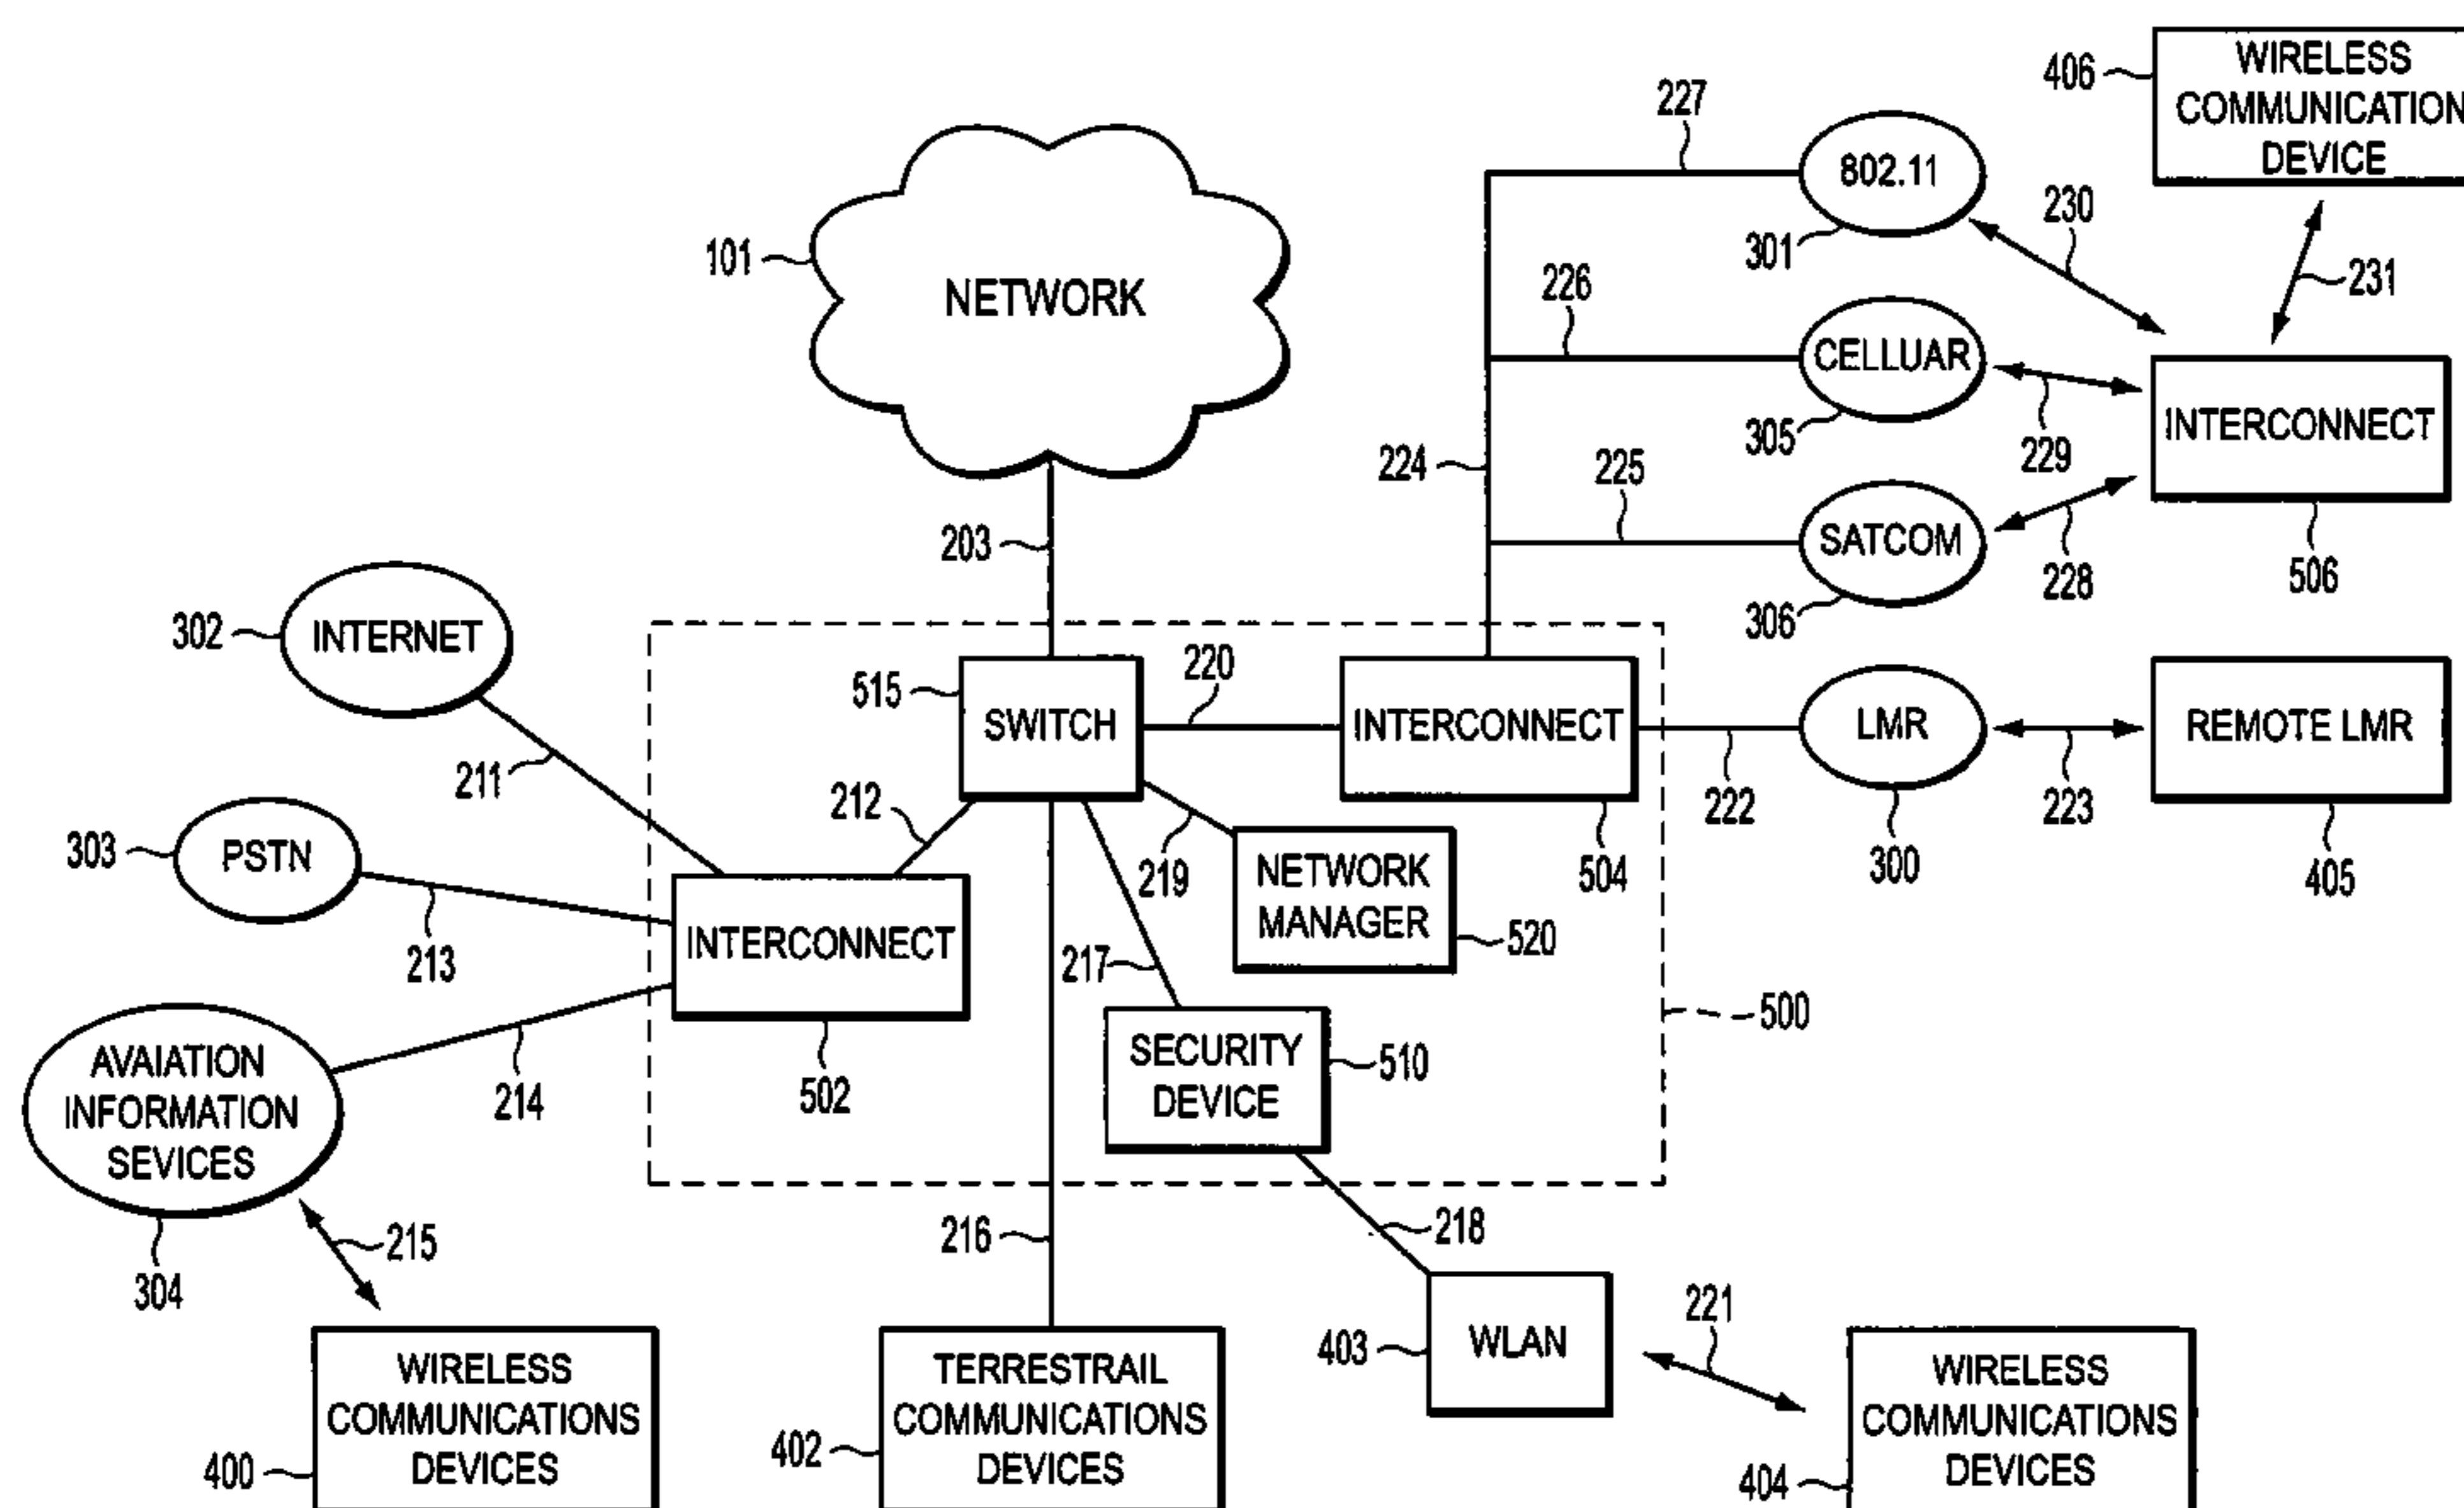 WIRELESS
COMMUNICATION
DEVICE
406
227
802.11
301
230
231
101
NETWORK
226
CELLUAR
305
229
INTERCONNECT
506
224
225
SATCOM
306
228
203
302
INTERNET
211
515
SWITCH
220
INTERCONNECT
504
222
LMR
300
223
REMOTE LMR
405
303
PSTN
213
212
219
NETWORK
MANAGER
520
INTERCONNECT
502
217
SECURITY
DEVICE
510
500
AVAIATION
INFORMATION
SEVICES
304
214
215
216
218
221
WIRELESS
COMMUNICATIONS
DEVICES
400
TERRESTRAIL
COMMUNICATIONS
DEVICES
402
403
WLAN
WIRELESS
COMMUNICATIONS
DEVICES
404